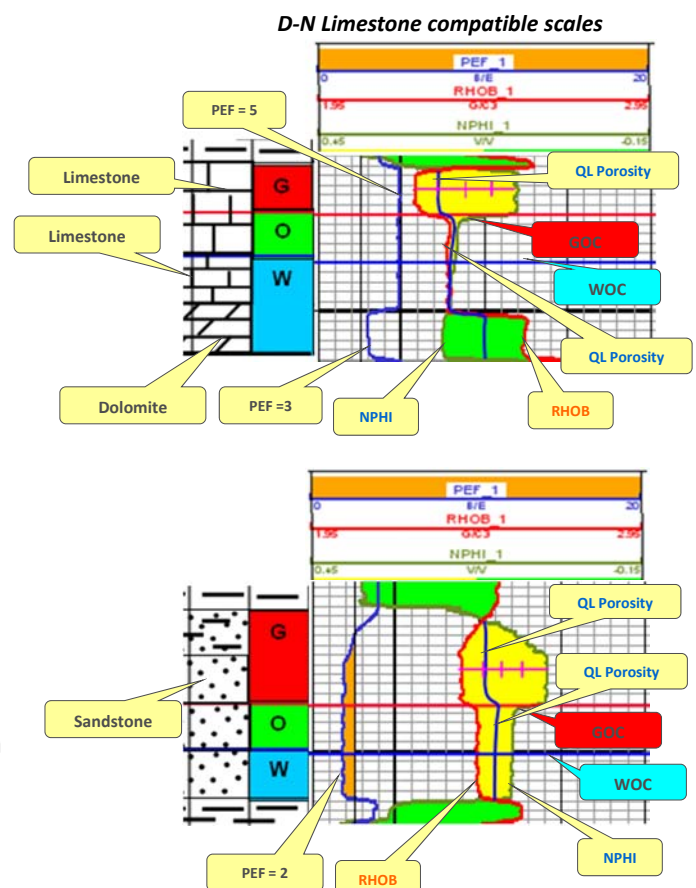 D-N Limestone compatible scales
PEF_1
0 B/E 20
RHOB_1
1.95 G/C3 2.95
NPHI_1
0.45 V/V -0.15
PEF = 5
QL Porosity
Limestone
G
Limestone
O
GOC
W
WOC
QL Porosity
Dolomite
PEF =3
NPHI
RHOB
PEF_1
0 B/E 20
RHOB_1
1.95 G/C3 2.95
NPHI_1
0.45 V/V -0.15
QL Porosity
G
QL Porosity
Sandstone
O
GOC
W
WOC
NPHI
PEF = 2
RHOB